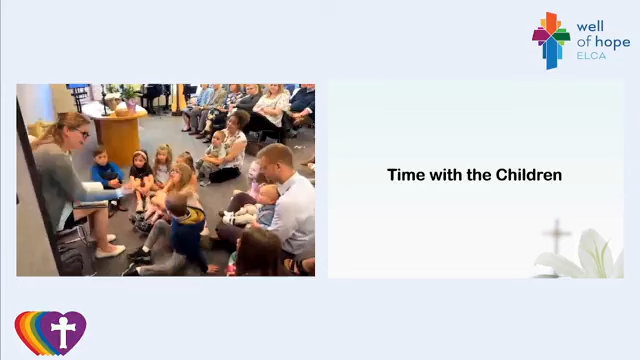 well
of hope
ELCA
Time with the Children